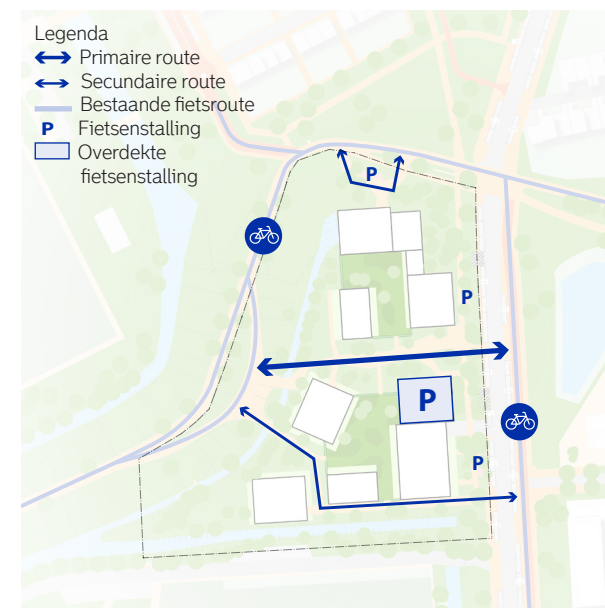 Legenda
Primaire route
Secundaire route
Bestaande fietsroute
P Fietsenstalling
Overdekte
fietsenstalling
P
P
P
P